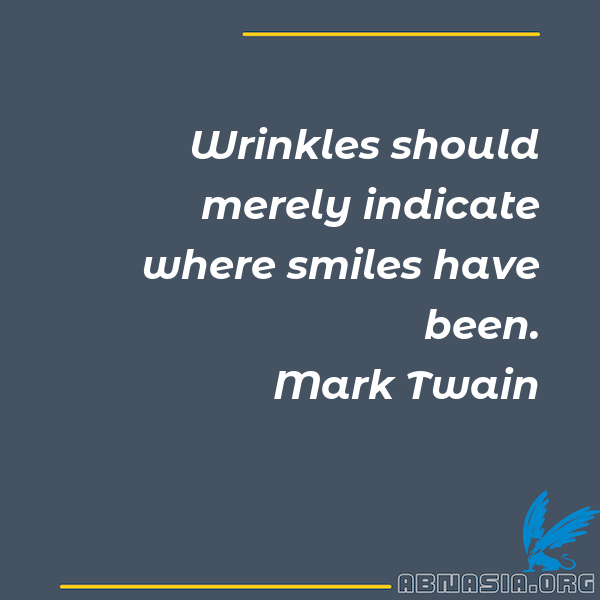 Wrinkles should
merely indicate
where smiles have
been.
Mark Twain
ABNASIA.ORG